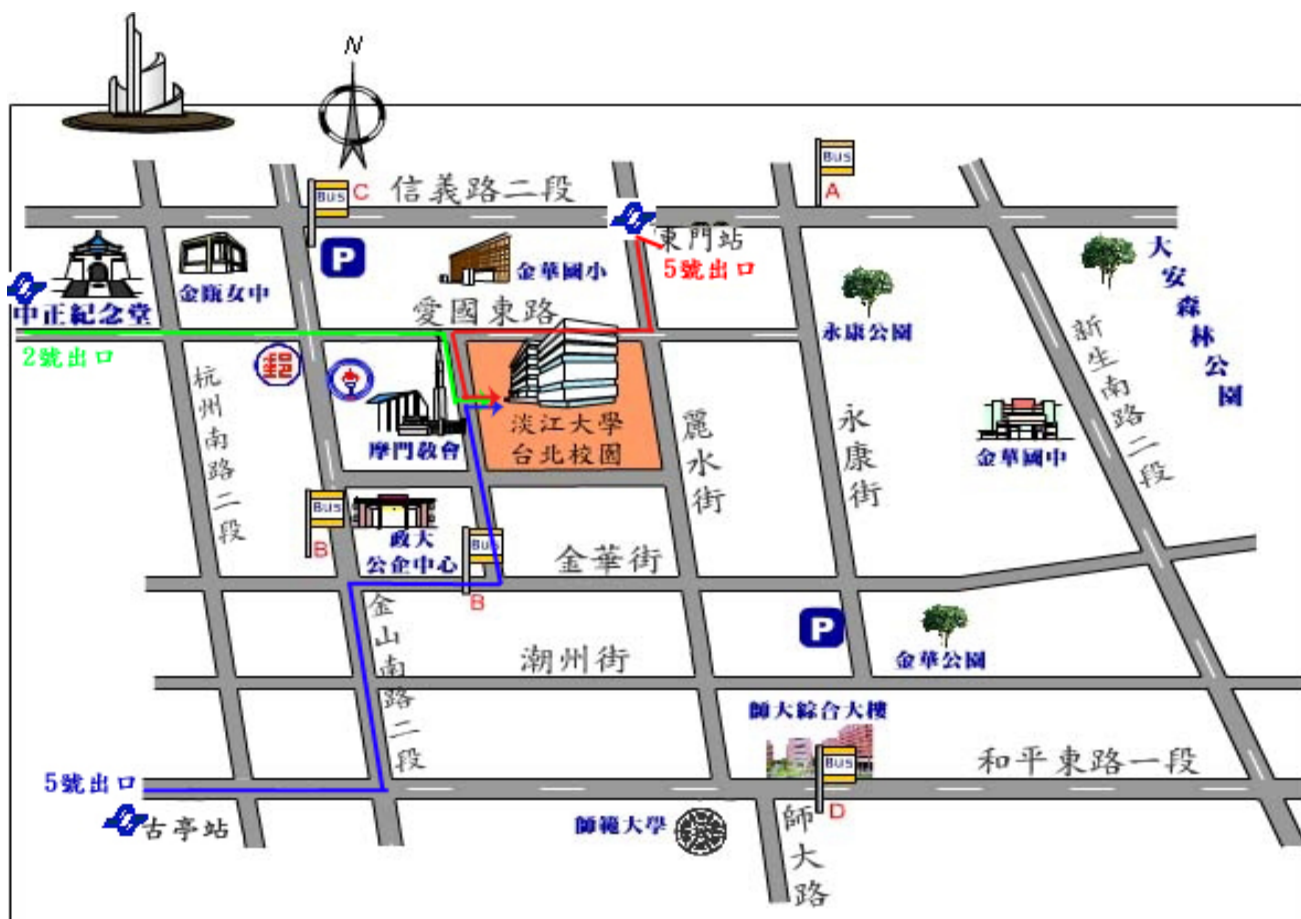 N
Bus
A
Bus
C
信義路二段
東門站
5號出口
P
金華國小
金甌女中
中正紀念堂
2號出口
愛國東路
永康公園
大安森林公園
新生南路二段
郵
杭州南路二段
摩門教會
淡江大學
台北校園
麗水街
永康街
金華國中
Bus
B
政大
公企中心
Bus
B
金華街
金山南路二段
P
金華公園
潮州街
師大綜合大樓
Bus
D
和平東路一段
5號出口
古亭站
師範大學
師大路